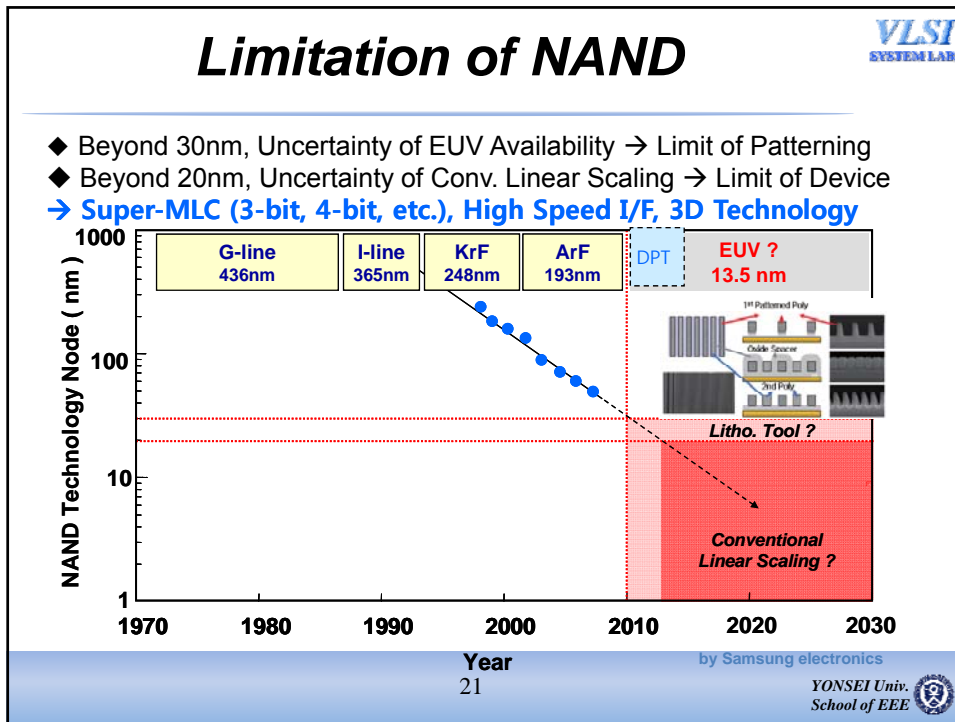 Limitation of NAND
VLSI
SYSTEM LAB
◆ Beyond 30nm, Uncertainty of EUV Availability → Limit of Patterning
◆ Beyond 20nm, Uncertainty of Conv. Linear Scaling → Limit of Device
→ Super-MLC (3-bit, 4-bit, etc.), High Speed I/F, 3D Technology
NAND Technology Node ( nm )
1000
G-line
436nm
I-line
365nm
KrF
248nm
ArF
193nm
DPT
EUV ?
13.5 nm
1st Patterned Poly
Oxide Spacer
2nd Poly
100
Litho. Tool ?
10
Conventional
Linear Scaling ?
1
1970 1980 1990 2000 2010 2020 2030
Year
by Samsung electronics
21
YONSEI Univ.
School of EEE